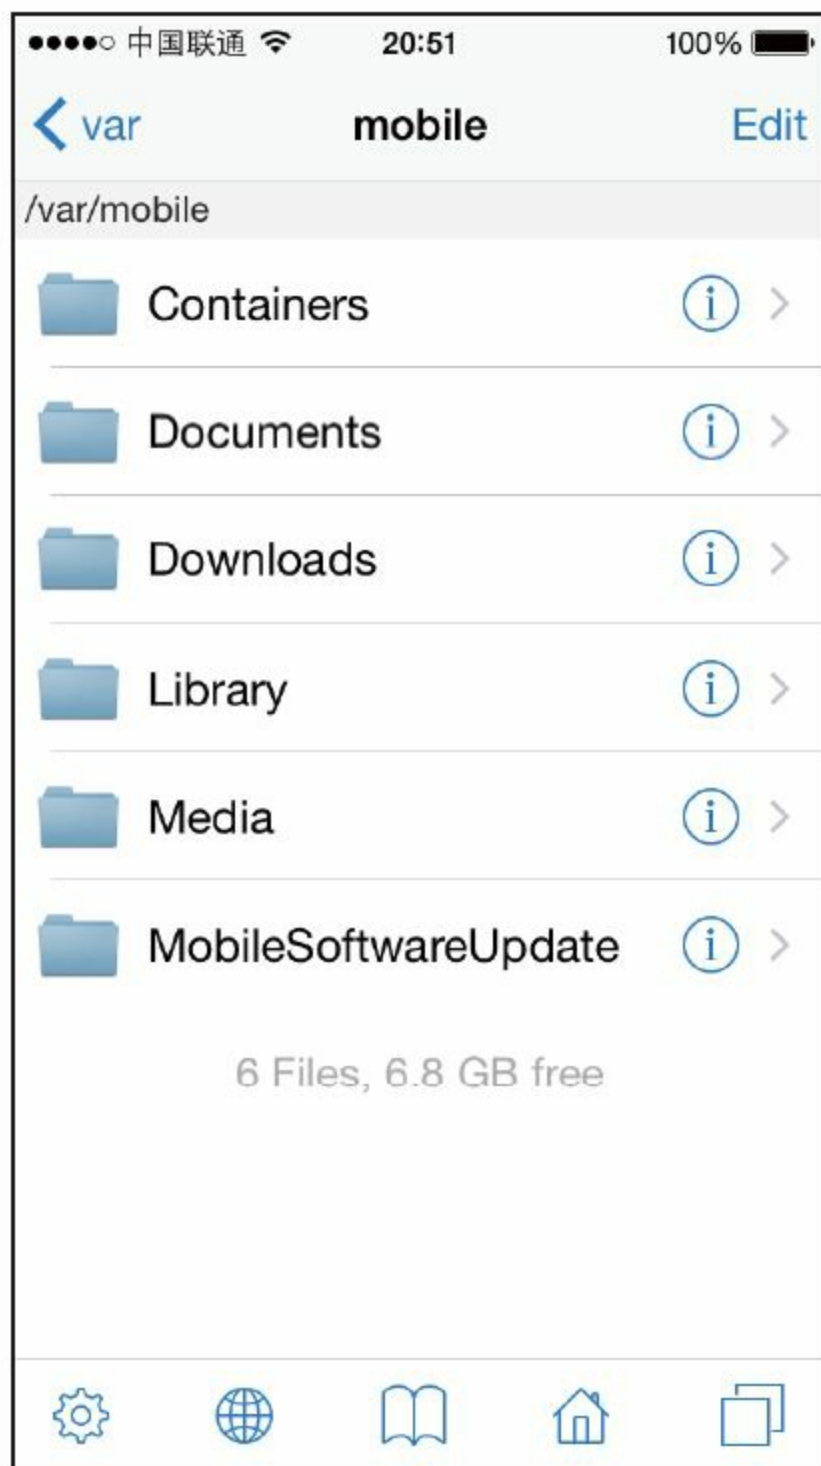 中国联通 20:51 100%
var mobile Edit
/var/mobile
Containers
Documents
Downloads
Library
Media
MobileSoftwareUpdate
6 Files, 6.8 GB free